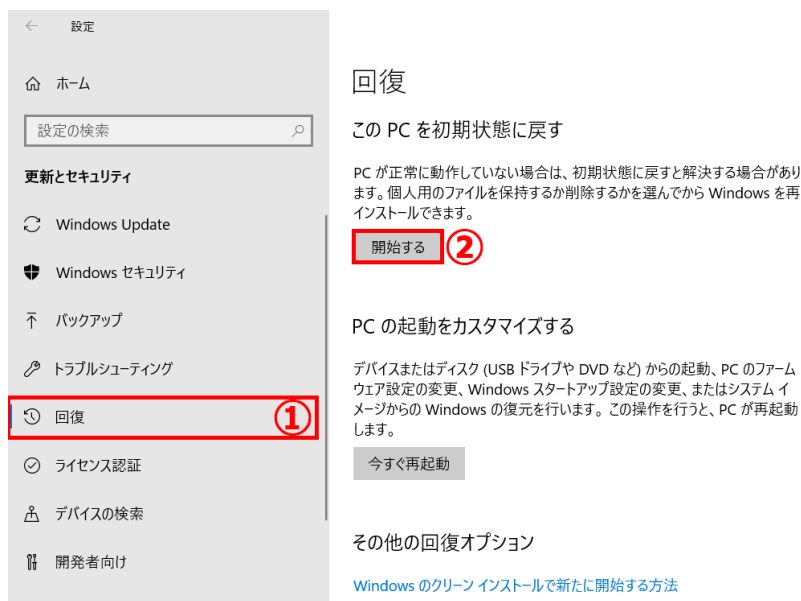 設定
ホーム
設定の検索
更新とセキュリティ
Windows Update
Windows セキュリティ
バックアップ
トラブルシューティング
回復
①
ライセンス認証
デバイスの検索
開発者向け
回復
この PC を初期状態に戻す
PC が正常に動作していない場合は、初期状態に戻すと解決する場合があり
ます。個人用のファイルを保持するか削除するかを選んでから Windows を再
インストールできます。
開始する
②
PC の起動をカスタマイズする
デバイスまたはディスク (USB ドライブや DVD など) からの起動、PC のファーム
ウェア設定の変更、Windows スタートアップ設定の変更、またはシステム イ
メージからの Windows の復元を行います。この操作を行うと、PC が再起動
します。
今すぐ再起動
その他の回復オプション
Windows のクリーン インストールで新たに開始する方法